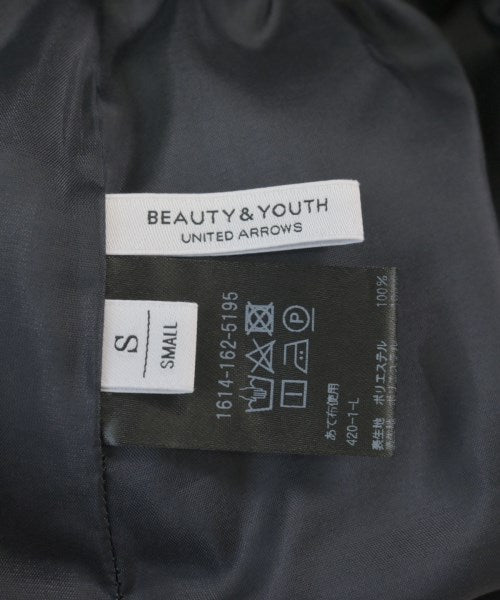 BEAUTY&YOUTH
UNITED ARROWS
S
SMALL
1614-162-5195
P
あて布使用
420-1-L
表生地 ポリエステル 100%